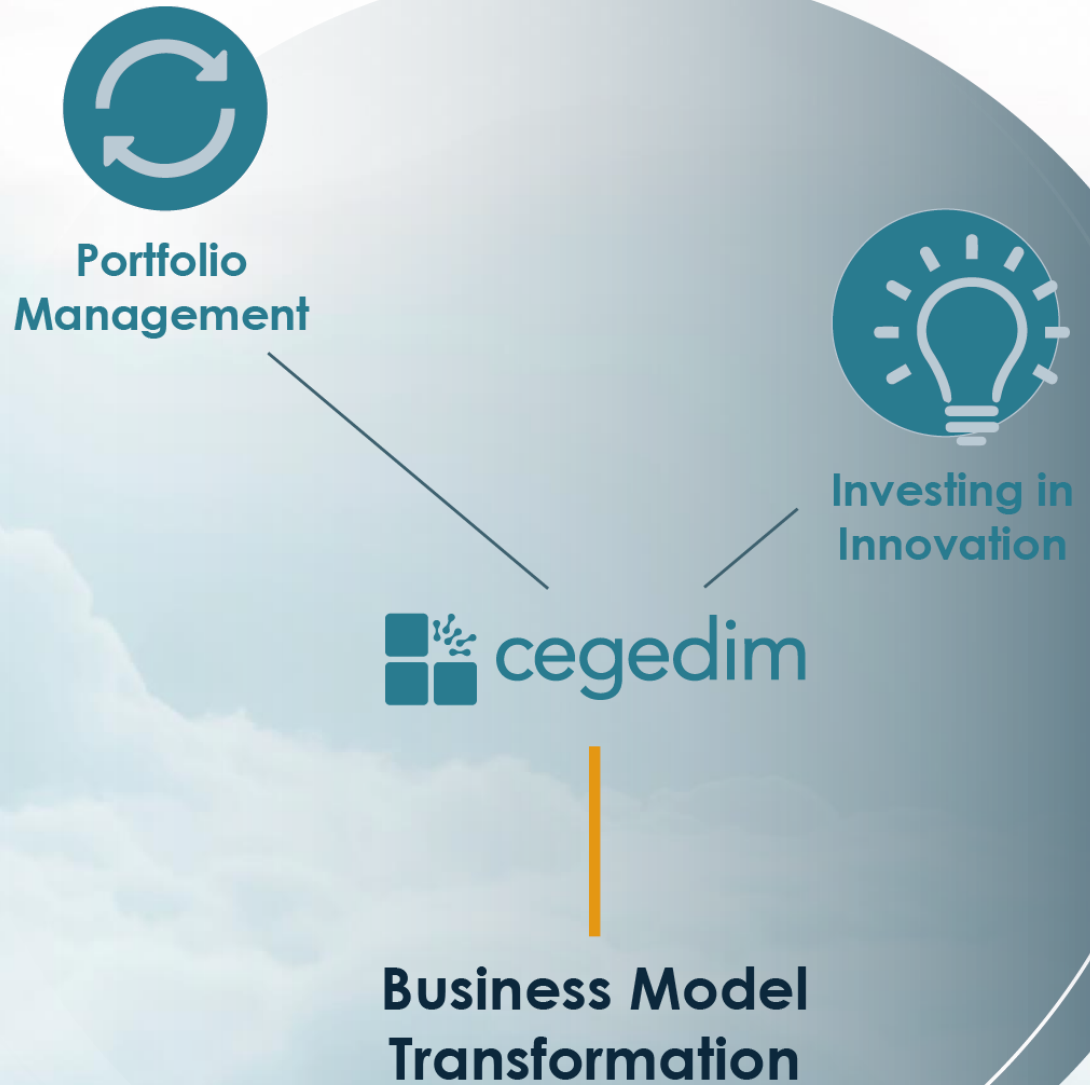 Portfolio
Management
Investing in
Innovation
cegedim
Business Model
Transformation